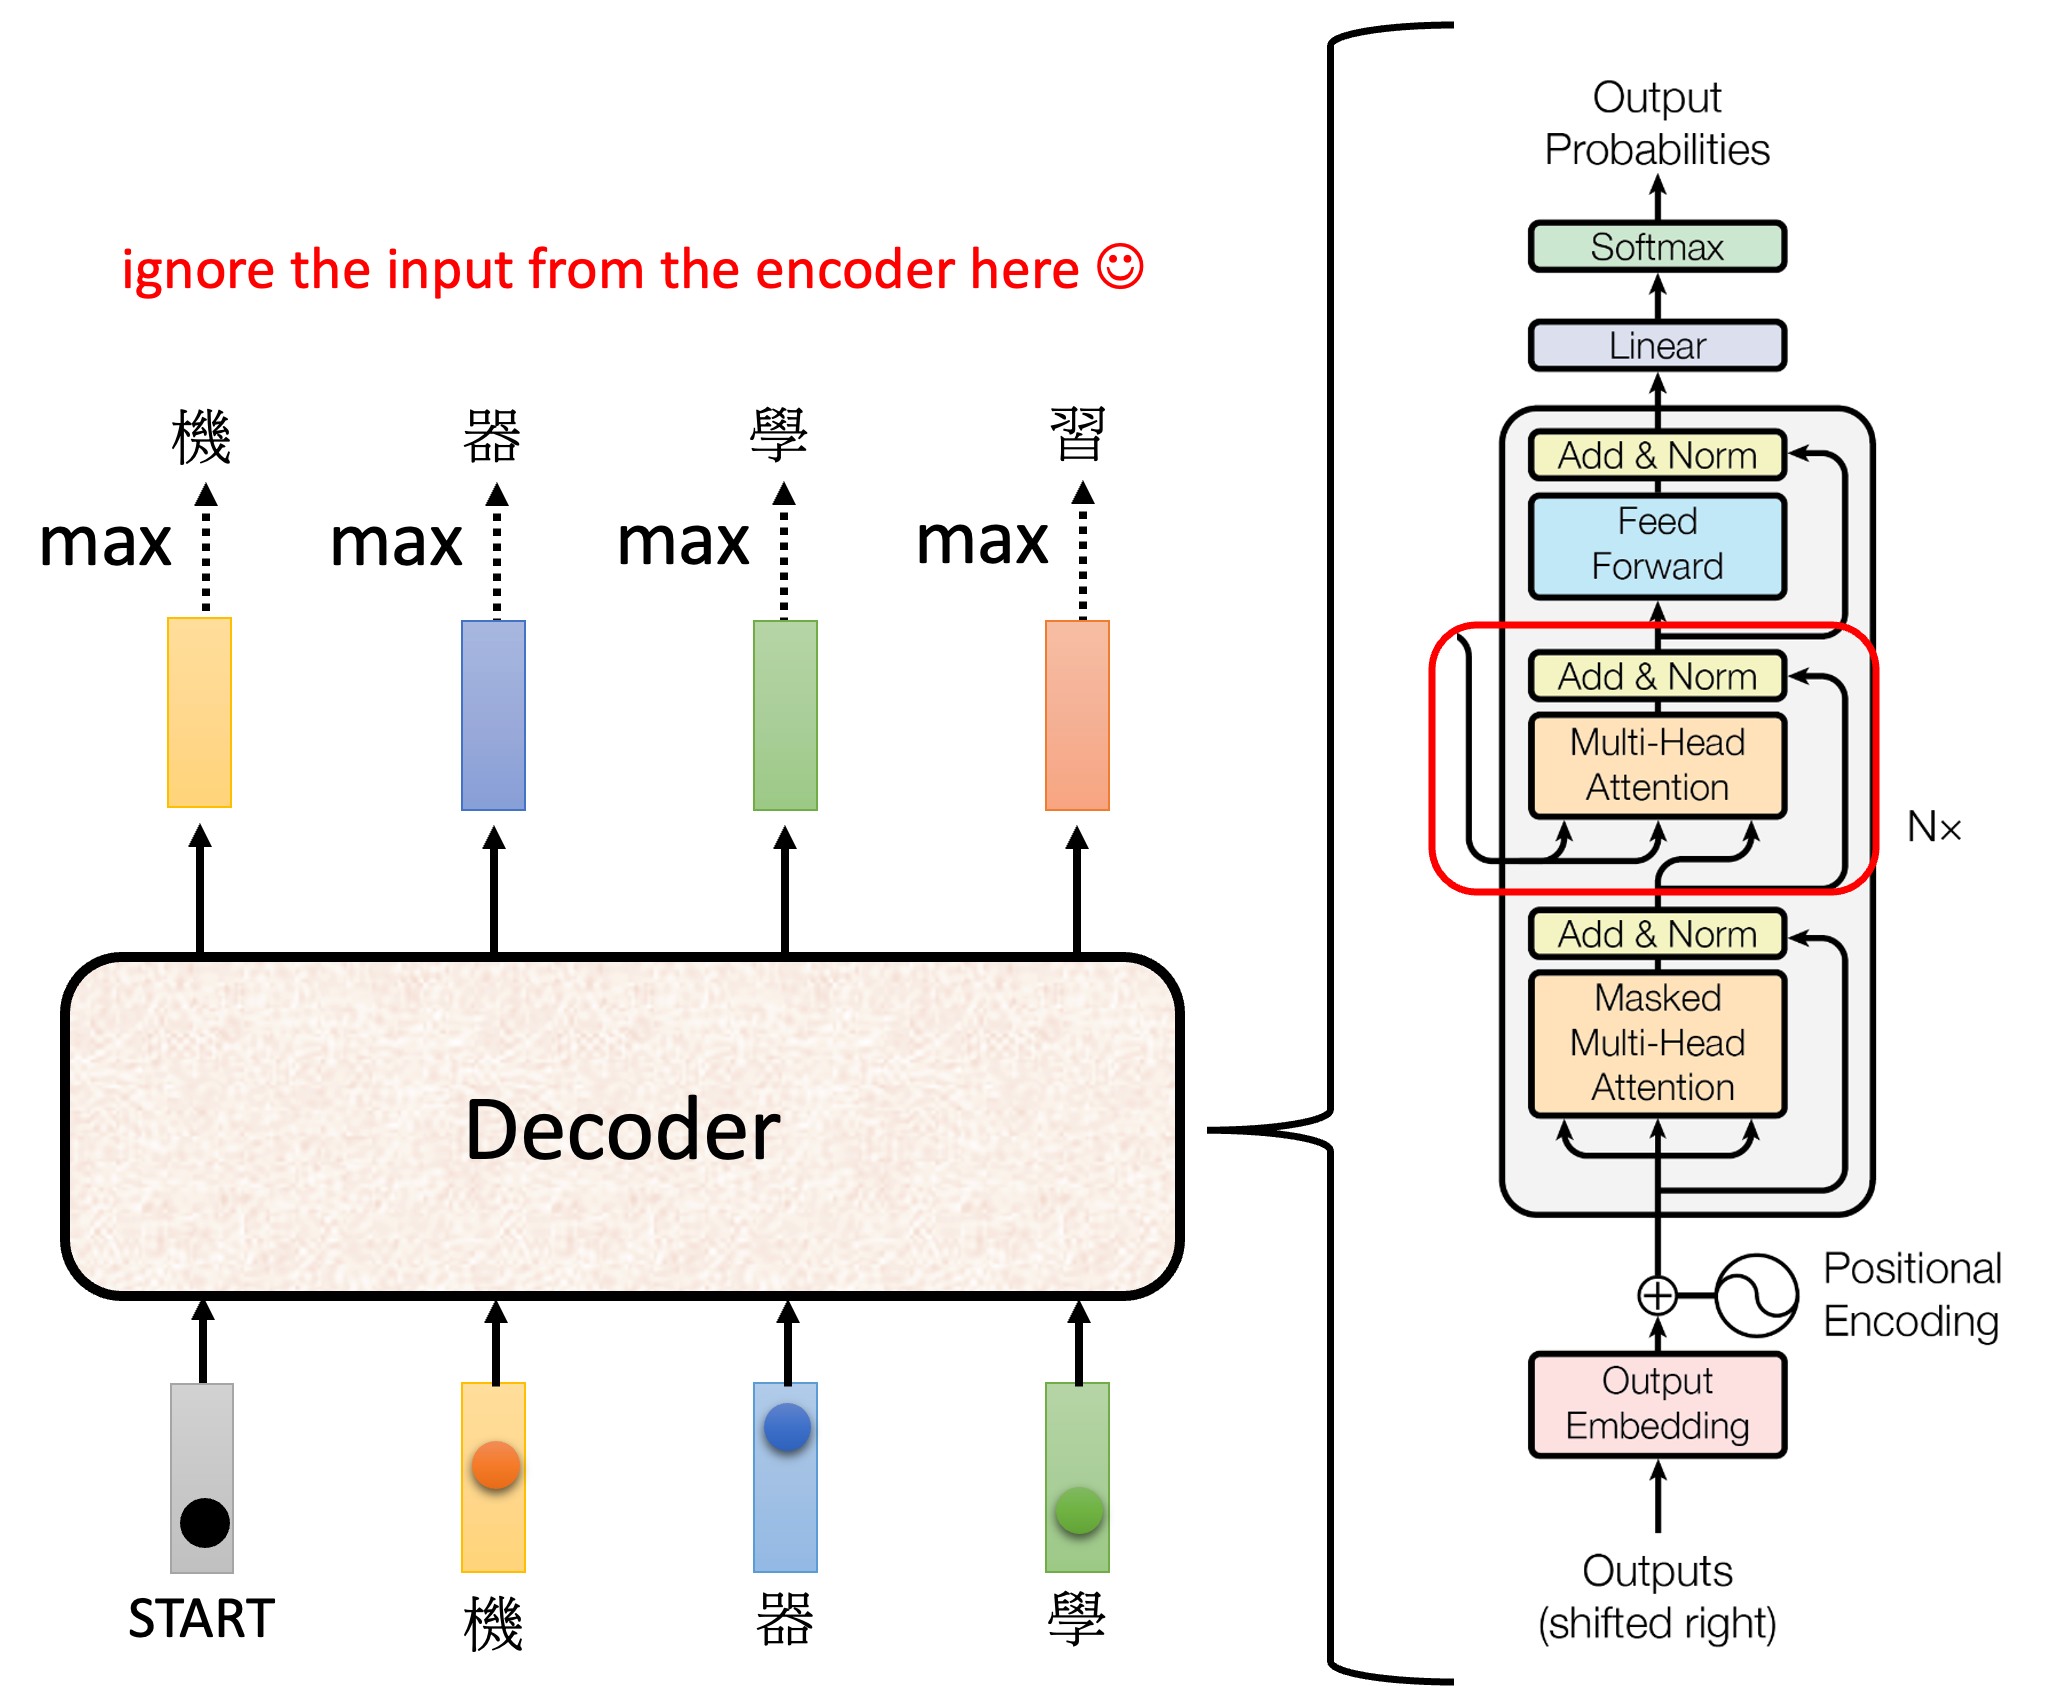 ignore the input from the encoder here ☺
機 器 學 習
max max max max
Decoder
START 機 器 學
Output
Probabilities
Softmax
Linear
Add & Norm
Feed
Forward
Add & Norm
Multi-Head
Attention
N×
Add & Norm
Masked
Multi-Head
Attention
Positional
Encoding
Output
Embedding
Outputs
(shifted right)